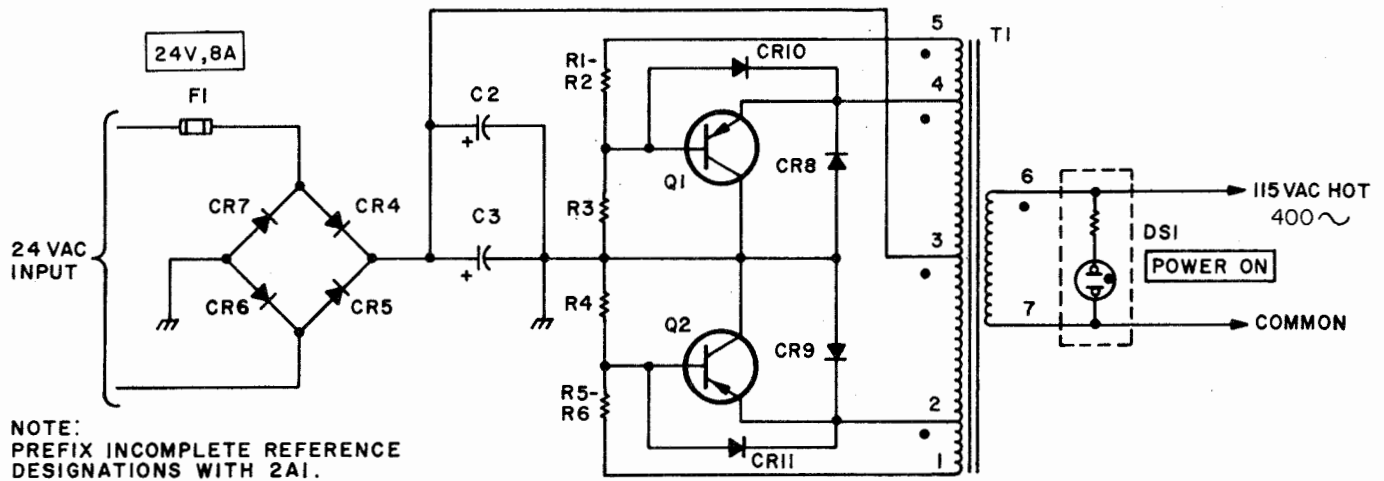 24V,8A
F1
CR7
CR4
CR6
CR5
24 VAC
INPUT
C2
+
C3
+
R1-
R2
R3
R4
R5-
R6
CR10
Q1
CR8
Q2
CR9
CR11
5
4
3
2
1
T1
6
7
DS1
POWER ON
115 VAC HOT
400~
COMMON
NOTE:
PREFIX INCOMPLETE REFERENCE
DESIGNATIONS WITH 2A1.